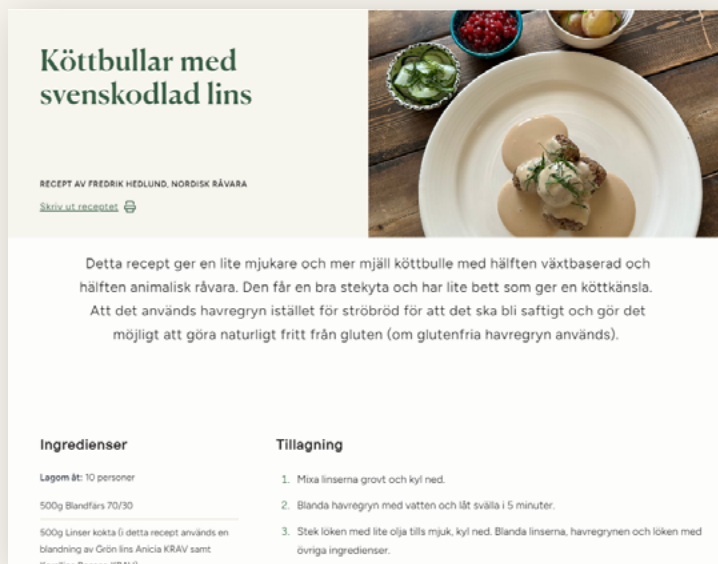 Köttbullar med
svenskodlad lins
RECEPT AV FREDRIK HEDLUND, NORDISK RÅVARA
Skriv ut receptet
Detta recept ger en lite mjukare och mer mjäll köttbulle med hälften växtbaserad och
hälften animalisk råvara. Den får en bra stekyta och har lite bett som ger en köttkänsla.
Att det används havregryn istället för ströbröd för att det ska bli saftigt och gör det
möjligt att göra naturligt fritt från gluten (om glutenfria havregryn används).
Ingredienser
Lagom åt: 10 personer
500g Blandfärs 70/30
500g Linser kokta (i detta recept används en
blandning av Grön lins Anicia KRAV samt
Tillagning
1. Mixa linserna grovt och kyl ned.
2. Blanda havregryn med vatten och låt svälla i 5 minuter.
3. Stek löken med lite olja tills mjuk, kyl ned. Blanda linserna, havregrynen och löken med
övriga ingredienser.